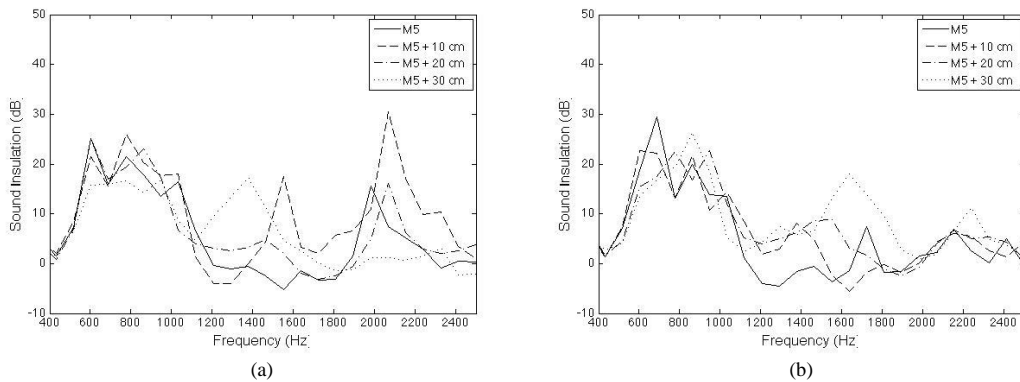 50
40
30
20
10
0
-10
Sound Insulation (dB)
M5
M5 + 10 cm
M5 + 20 cm
M5 + 30 cm
400 600 800 1000 1200 1400 1600 1800 2000 2200 2400
Frequency (Hz)
(a)
50
40
30
20
10
0
-10
Sound Insulation (dB)
M5
M5 + 10 cm
M5 + 20 cm
M5 + 30 cm
400 600 800 1000 1200 1400 1600 1800 2000 2200 2400
Frequency (Hz)
(b)